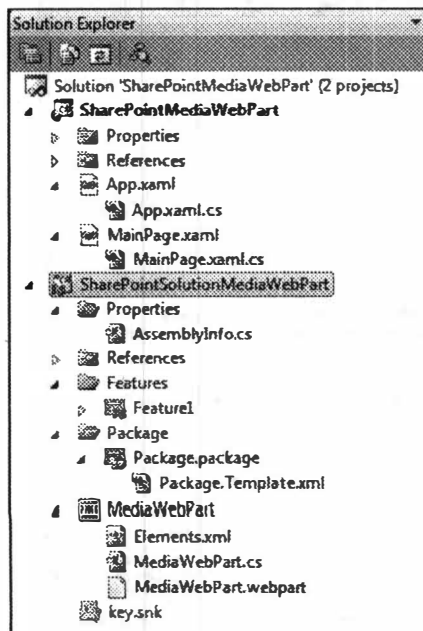 Solution Explorer
Solution 'SharePointMediaWebPart' (2 projects)
SharePointMediaWebPart
Properties
References
App.xaml
App.xaml.cs
MainPage.xaml
MainPage.xaml.cs
SharePointSolutionMediaWebPart
Properties
AssemblyInfo.cs
References
Features
Feature1
Package
Package.package
Package.Template.xml
MediaWebPart
Elements.xml
MediaWebPart.cs
MediaWebPart.webpart
key.snk